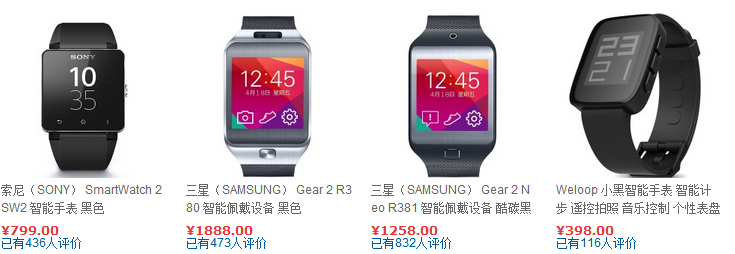 SONY
10
35
12:45
4月18日 星期五
12:45
4月18日 星期五
23
21
索尼（SONY） SmartWatch 2
SW2 智能手表 黑色
¥799.00
已有436人评价
三星（SAMSUNG） Gear 2 R3
80 智能佩戴设备 黑色
¥1888.00
已有473人评价
三星（SAMSUNG） Gear 2 N
eo R381 智能佩戴设备 酷碳黑
¥1258.00
已有832人评价
Weloop 小黑智能手表 智能计
步 遥控拍照 音乐控制 个性表盘
¥398.00
已有116人评价